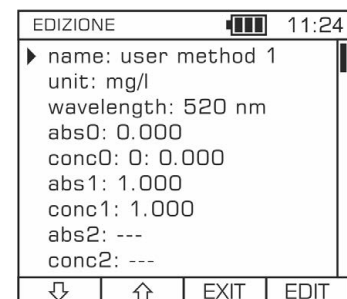 EDIZIONE 11:24
name: user method 1
unit: mg/l
wavelength: 520 nm
abs0: 0.000
conc0: 0: 0.000
abs1: 1.000
conc1: 1.000
abs2: ---
conc2: ---
EXIT EDIT